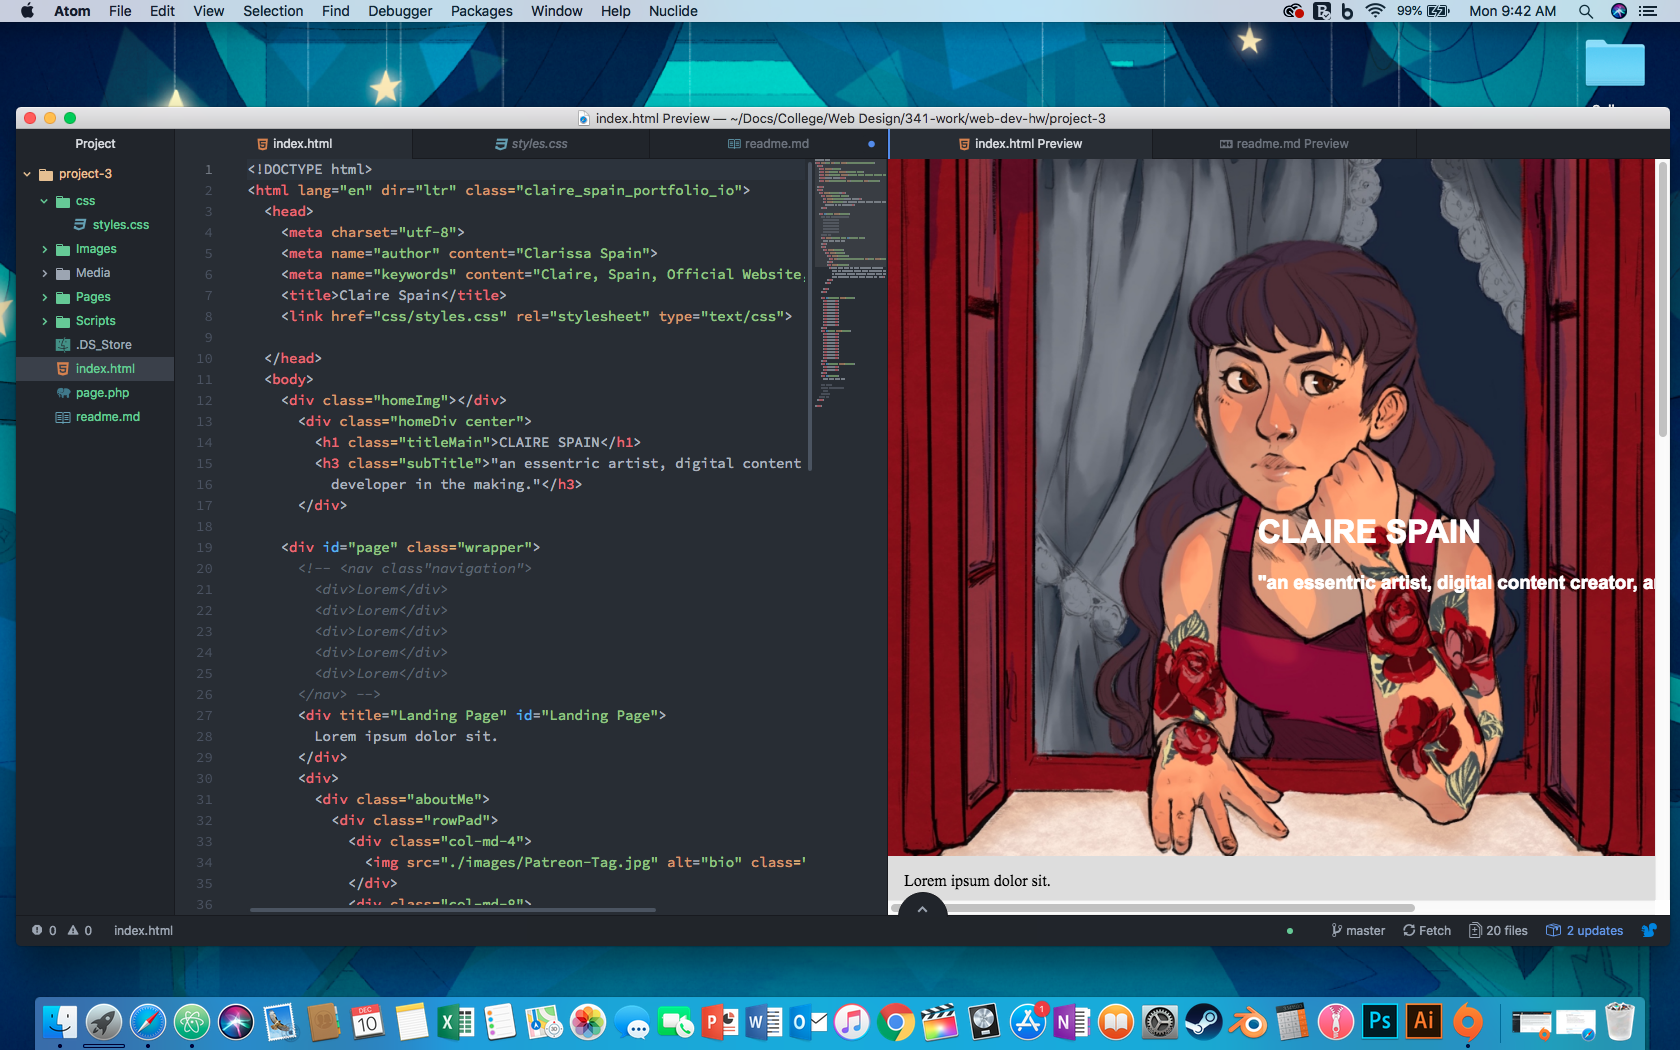 Atom File Edit View Selection Find Debugger Packages Window Help Nuclide 99% Mon 9:42 AM
index.html Preview — ~/Docs/College/Web Design/341-work/web-dev-hw/project-3
Project
project-3
css
styles.css
Images
Media
Pages
Scripts
.DS_Store
index.html
page.php
readme.md
index.html styles.css readme.md index.html Preview readme.md Preview
1 <!DOCTYPE html>
2 <html lang="en" dir="ltr" class="claire_spain_portfolio_io">
3 <head>
4 <meta charset="utf-8">
5 <meta name="author" content="Clarissa Spain">
6 <meta name="keywords" content="Claire, Spain, Official Website,
7 <title>Claire Spain</title>
8 <link href="css/styles.css" rel="stylesheet" type="text/css">
9
10 </head>
11 <body>
12 <div class="homeImg"></div>
13 <div class="homeDiv center">
14 <h1 class="titleMain">CLAIRE SPAIN</h1>
15 <h3 class="subTitle">"an essentric artist, digital content
16 developer in the making."</h3>
17 </div>
18
19 <div id="page" class="wrapper">
20 <!-- <nav class"navigation">
21 <div>Lorem</div>
22 <div>Lorem</div>
23 <div>Lorem</div>
24 <div>Lorem</div>
25 <div>Lorem</div>
26 </nav> -->
27 <div title="Landing Page" id="Landing Page">
28 Lorem ipsum dolor sit.
29 </div>
30 <div>
31 <div class="aboutMe">
32 <div class="rowPad">
33 <div class="col-md-4">
34 <img src="./images/Patreon-Tag.jpg" alt="bio" class="
35 </div>
36 <div class="col-md-8">
CLAIRE SPAIN
"an essentric artist, digital content creator, a
Lorem ipsum dolor sit.
0 0 index.html master Fetch 20 files 2 updates
DEC
10
1
Ps
Ai